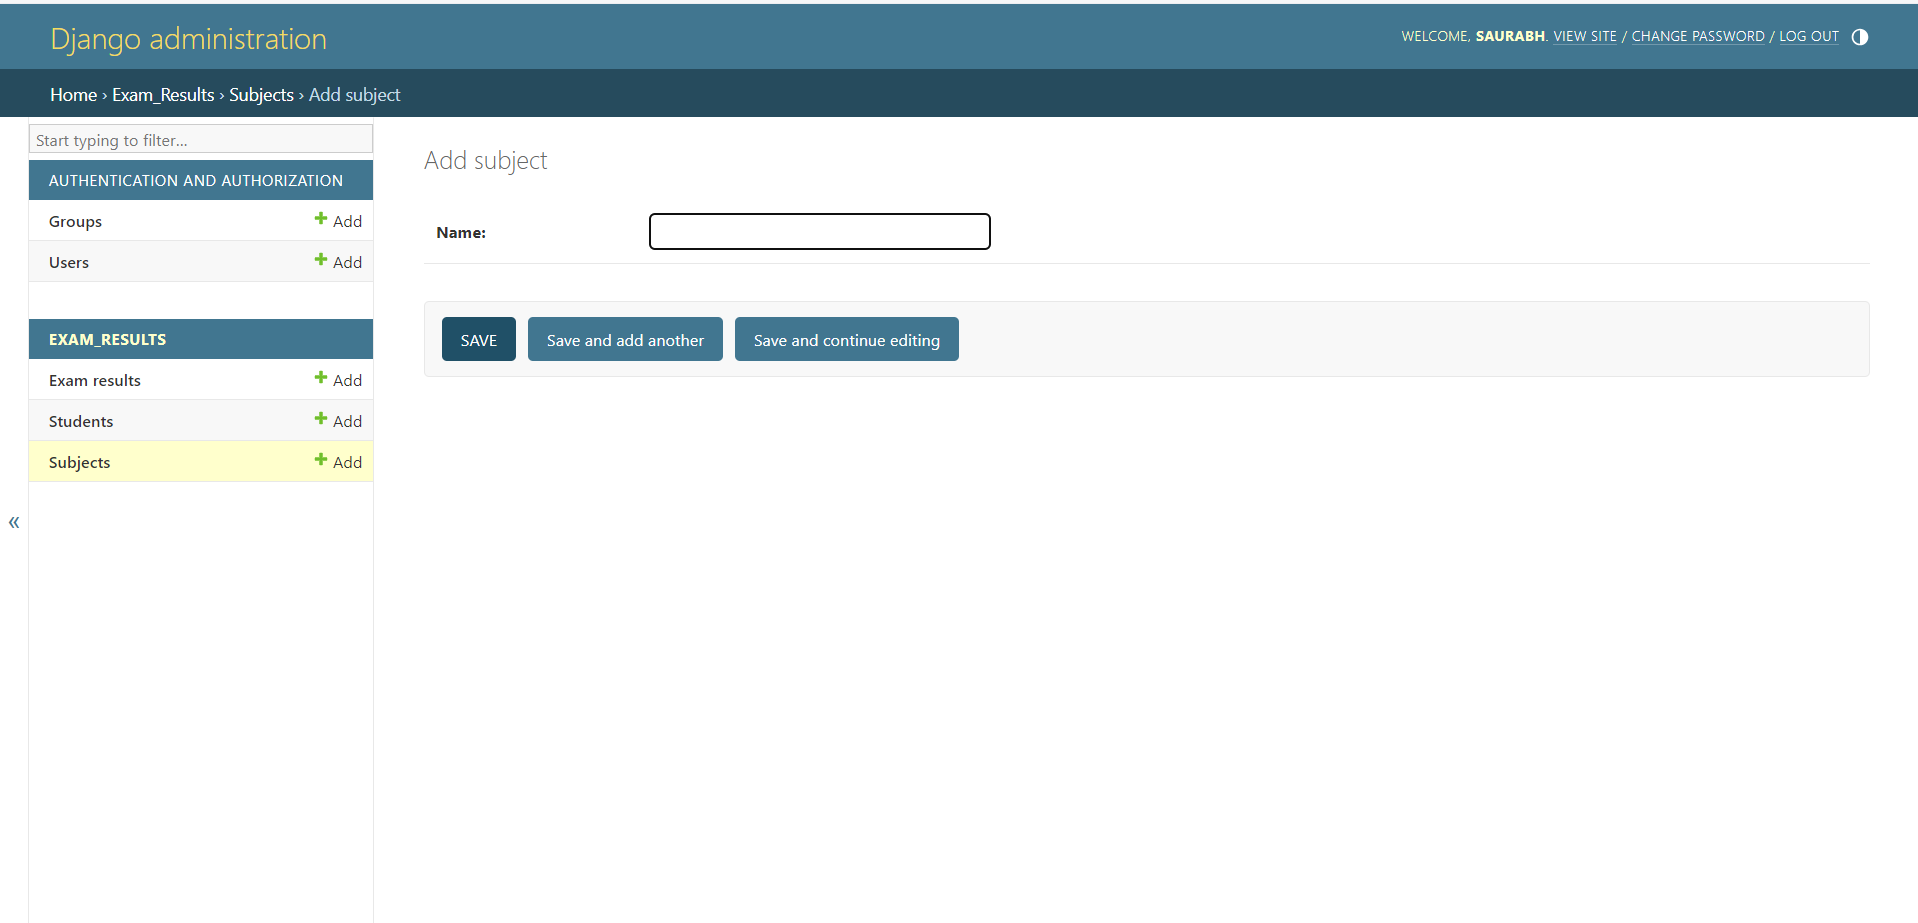 Django administration
WELCOME, SAURABH. VIEW SITE / CHANGE PASSWORD / LOG OUT
Home › Exam_Results › Subjects › Add subject
Start typing to filter...
AUTHENTICATION AND AUTHORIZATION
Groups Add
Users Add
EXAM_RESULTS
Exam results Add
Students Add
Subjects Add
«
Add subject
Name:
SAVE Save and add another Save and continue editing